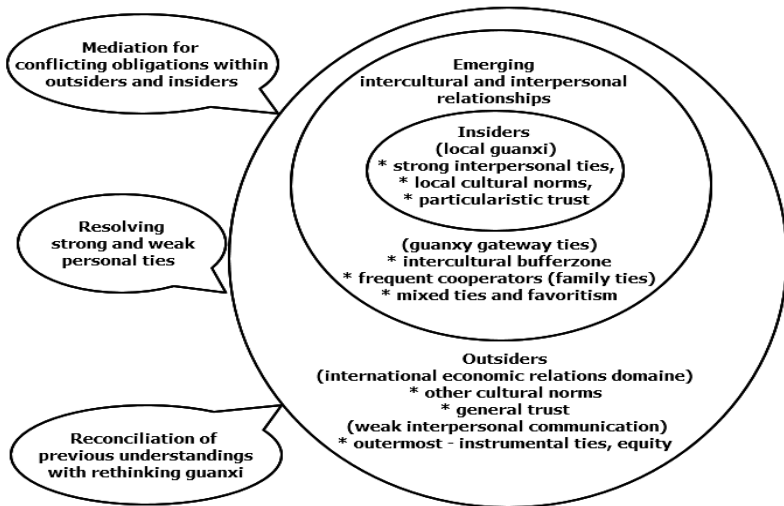 Mediation for
conflicting obligations within
outsiders and insiders
Resolving
strong and weak
personal ties
Reconciliation of
previous understandings
with rethinking guanxi
Emerging
intercultural and interpersonal
relationships
Insiders
(local guanxi)
* strong interpersonal ties,
* local cultural norms,
* particularistic trust
(guanxy gateway ties)
* intercultural bufferzone
* frequent cooperators (family ties)
* mixed ties and favoritism
Outsiders
(international economic relations domaine)
* other cultural norms
* general trust
(weak interpersonal communication)
* outermost - instrumental ties, equity